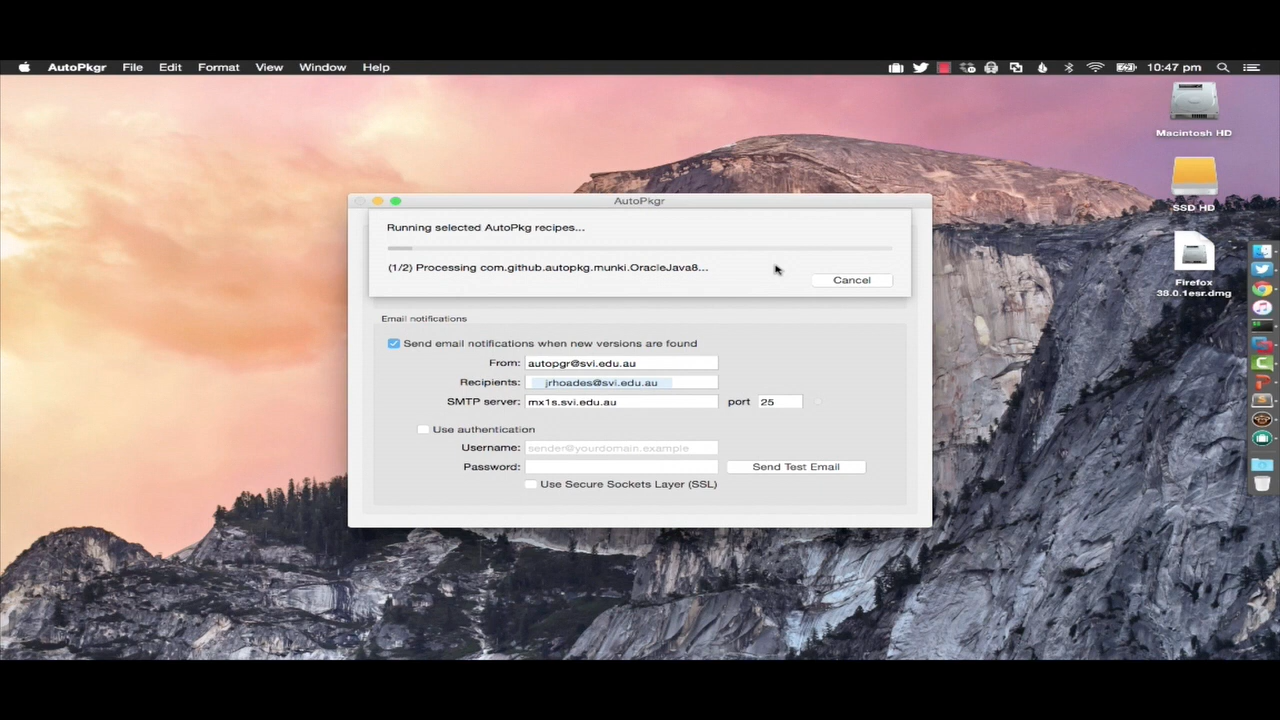 AutoPkgr File Edit Format View Window Help 10:47 pm
Macintosh HD
SSD HD
Firefox
38.0.1esr.dmg
AutoPkgr
Running selected AutoPkg recipes...
(1/2) Processing com.github.autopkg.munki.OracleJava8...
Cancel
Email notifications
Send email notifications when new versions are found
From: autopgr@svi.edu.au
Recipients: jrhoades@svi.edu.au
SMTP server: mx1s.svi.edu.au port 25
Use authentication
Username: sender@yourdomain.example
Password: Send Test Email
Use Secure Sockets Layer (SSL)